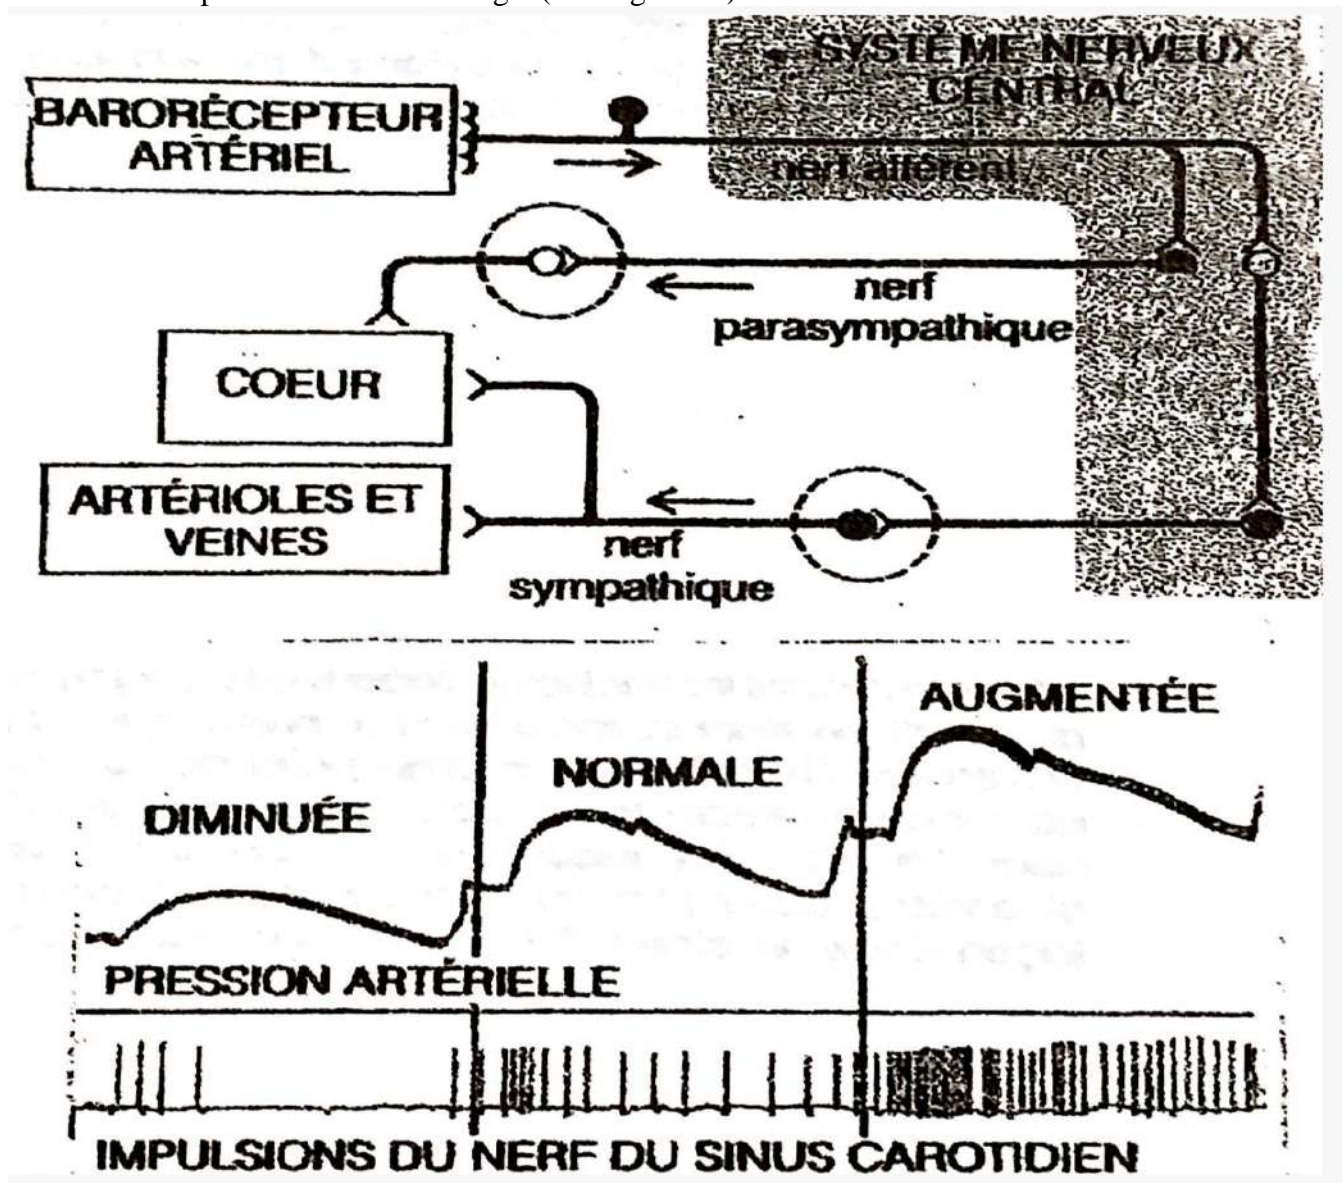 SYSTÈME NERVEUX
CENTRAL
BARORÉCEPTEUR
ARTÉRIEL
nerf afférent
nerf
parasympathique
COEUR
ARTÉRIOLES ET
VEINES
nerf
sympathique
DIMINUÉE
NORMALE
AUGMENTÉE
PRESSION ARTÉRIELLE
IMPULSIONS DU NERF DU SINUS CAROTIDIEN